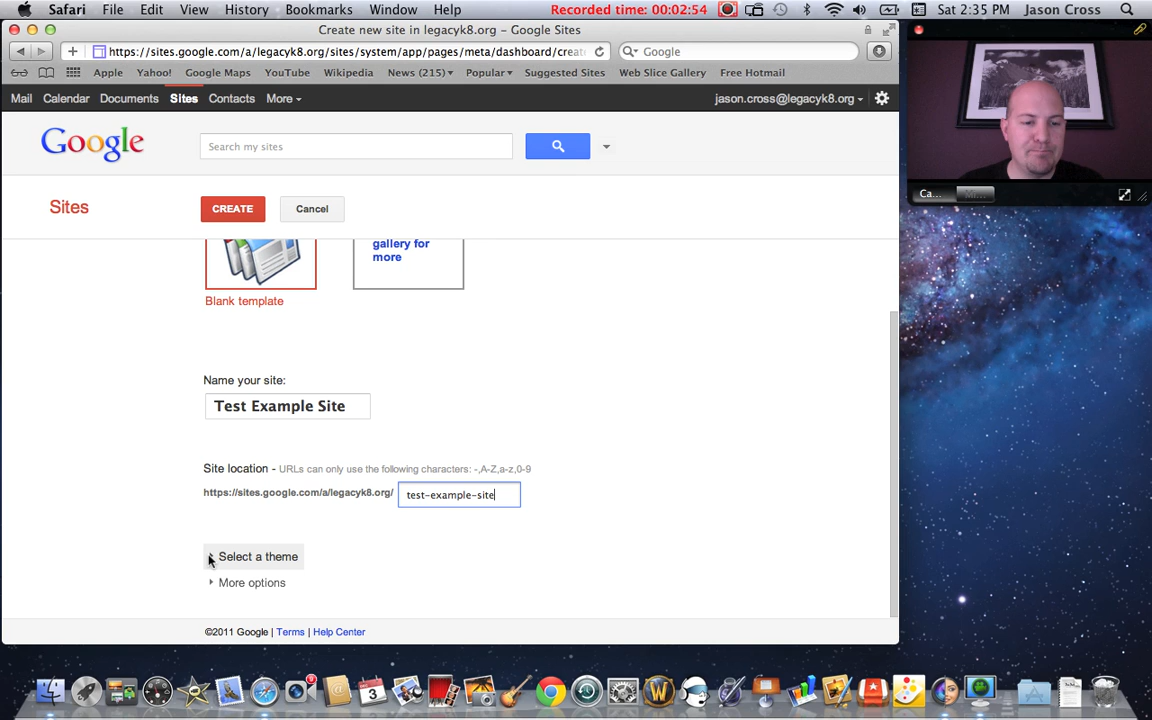 Safari File Edit View History Bookmarks Window Help Recorded time: 00:02:54 Sat 2:35 PM Jason Cross
Create new site in legacyk8.org – Google Sites
https://sites.google.com/a/legacyk8.org/sites/system/app/pages/meta/dashboard/create Google
Apple Yahoo! Google Maps YouTube Wikipedia News (215) Popular Suggested Sites Web Slice Gallery Free Hotmail
Mail Calendar Documents Sites Contacts More jason.cross@legacyk8.org
Google Search my sites
Ca...
Sites CREATE Cancel
gallery for
more
Blank template
Name your site:
Test Example Site
Site location - URLs can only use the following characters: -,A-Z,a-z,0-9
https://sites.google.com/a/legacyk8.org/ test-example-site
Select a theme
More options
©2011 Google | Terms | Help Center